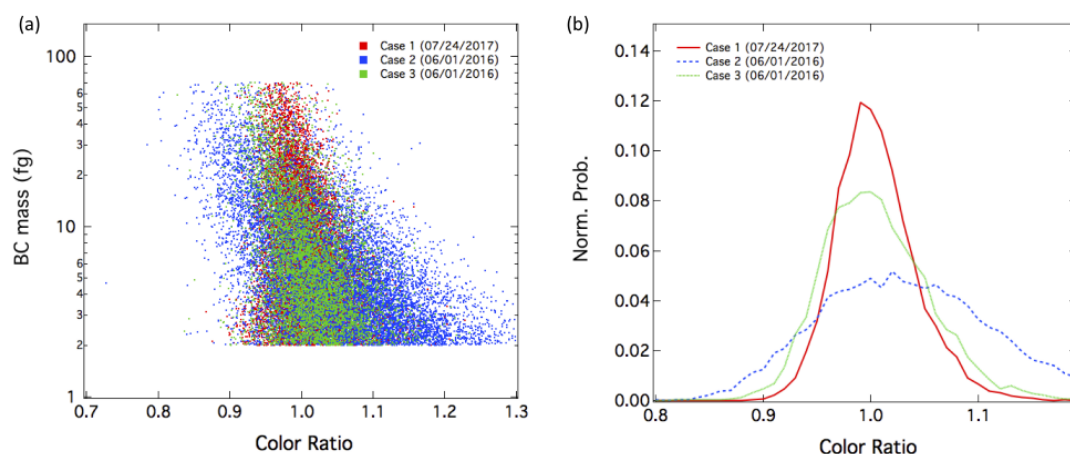 (a)
100
6
5
4
3
2
10
6
5
4
3
2
1
BC mass (fg)
Case 1 (07/24/2017)
Case 2 (06/01/2016)
Case 3 (06/01/2016)
0.7 0.8 0.9 1.0 1.1 1.2 1.3
Color Ratio
(b)
0.14
0.12
0.10
0.08
0.06
0.04
0.02
0.00
Norm. Prob.
Case 1 (07/24/2017)
Case 2 (06/01/2016)
Case 3 (06/01/2016)
0.8 0.9 1.0 1.1
Color Ratio